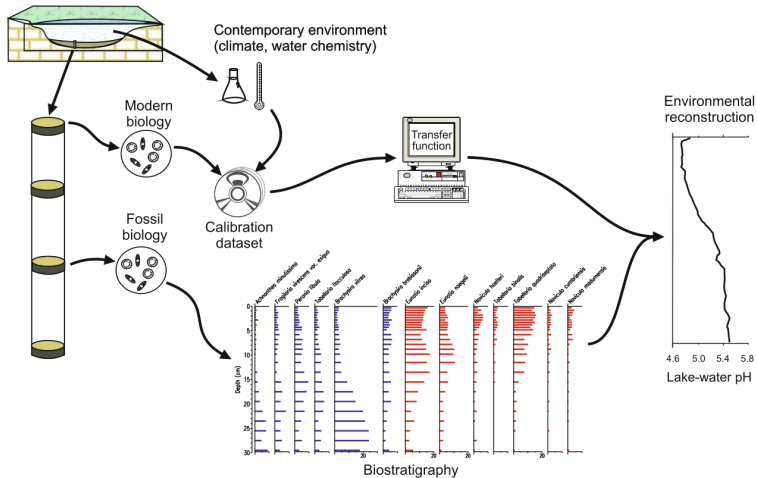 Contemporary environment
(climate, water chemistry)
Modern
biology
Transfer
function
Environmental
reconstruction
Calibration
dataset
Fossil
biology
Achnanthes minutissima
Fragilaria virescens var. exigua
Peronia fibula
Tabellaria flocculosa
Brachysira vitrea
Brachysira brebissonii
Eunotia incisa
Eunotia naegelii
Navicula hoefleri
Tabellaria binalis
Tabellaria quadriseptata
Navicula cumbriensis
Navicula madumensis
Depth (cm)
0
5
10
15
20
25
30
20
20
20
20
Biostratigraphy
4.6 5.0 5.4 5.8
Lake-water pH